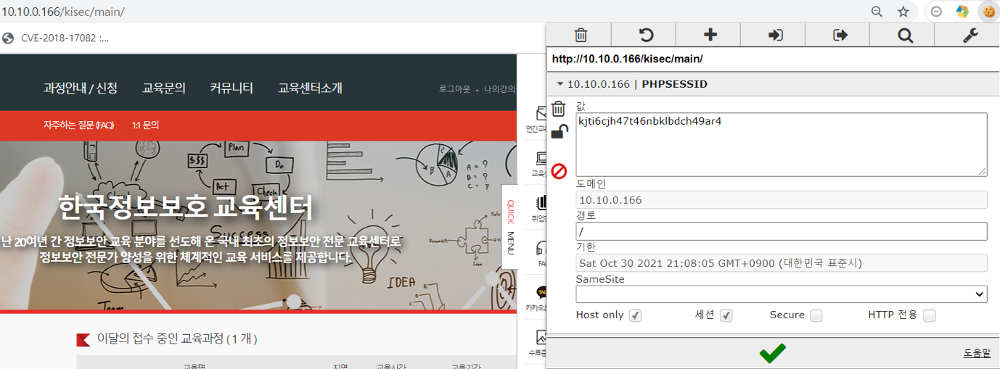 10.10.0.166/kisec/main/
CVE-2018-17082 :...
과정안내 / 신청
교육문의
커뮤니티
교육센터소개
로그아웃
나의강의
자주하는 질문 (FAQ)
1:1 문의
Plan
$$$
Do
Act
Check
Cloud
Success
Team
IDEA
A = ?
B = ?
C = ?
A
B
C
한국정보보호 교육센터
난 20여년 간 정보보안 교육 분야를 선도해 온 국내 최초의 정보보안 전문 교육센터로
정보보안 전문가 양성을 위한 체계적인 교육 서비스를 제공합니다.
QUICK MENU
연간교
교육신
취업
FA
TAL
카카오
수료증
이달의 접수 중인 교육과정 ( 1 개 )
교육명
지역
교육시간
교육기간
http://10.10.0.166/kisec/main/
10.10.0.166 | PHPSESSID
값
kjti6cjh47t46nbklbdch49ar4
도메인
10.10.0.166
경로
/
기한
Sat Oct 30 2021 21:08:05 GMT+0900 (대한민국 표준시)
SameSite
Host only
세션
Secure
HTTP 전용
도움말